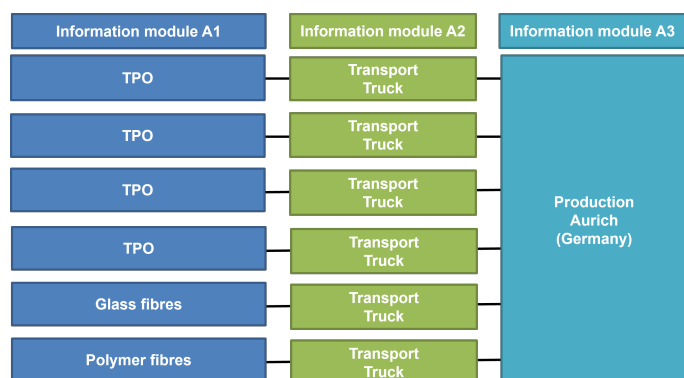 Information module A1
Information module A2
Information module A3
TPO
Transport
Truck
TPO
Transport
Truck
TPO
Transport
Truck
TPO
Transport
Truck
Glass fibres
Transport
Truck
Polymer fibres
Transport
Truck
Production
Aurich
(Germany)